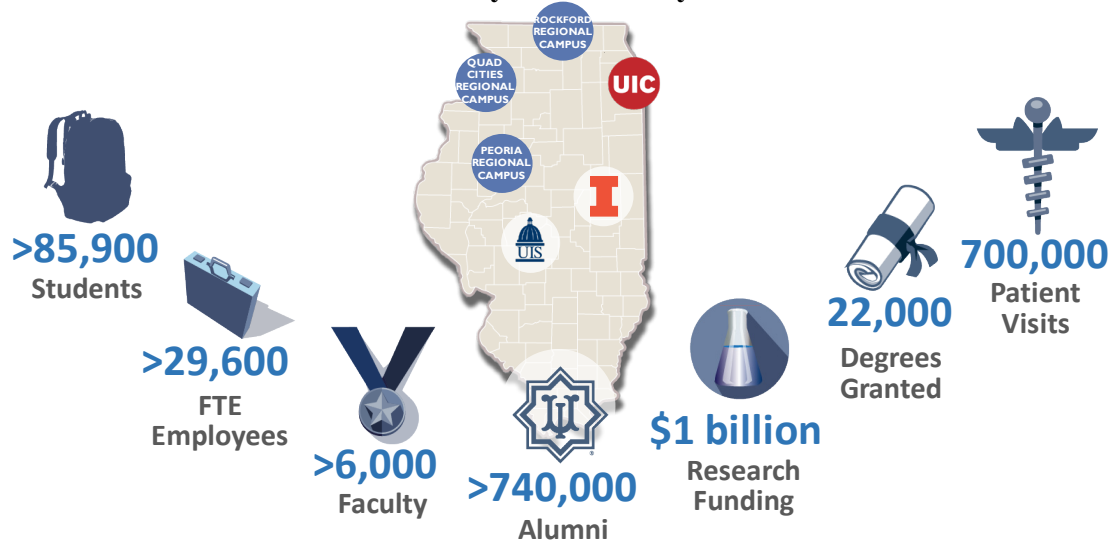 ROCKFORD
REGIONAL
CAMPUS
QUAD
CITIES
REGIONAL
CAMPUS
UIC
PEORIA
REGIONAL
CAMPUS
I
UIS
>85,900
Students
>29,600
FTE
Employees
>6,000
Faculty
>740,000
Alumni
$1 billion
Research
Funding
22,000
Degrees
Granted
700,000
Patient
Visits